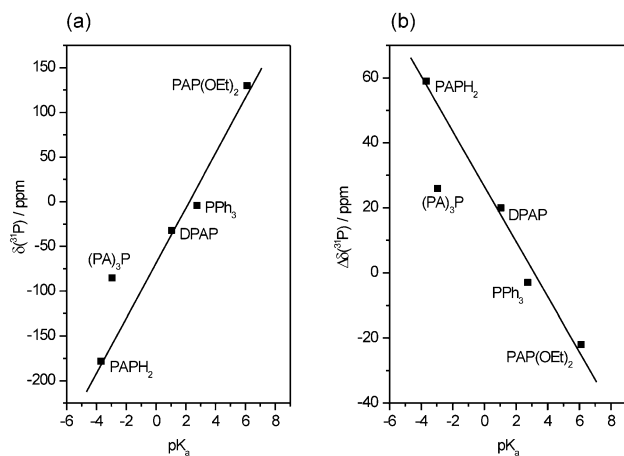 (a)
150
100
50
0
-50
-100
-150
-200
δ(³¹P) / ppm
PAP(OEt)₂
PPh₃
DPAP
(PA)₃P
PAPH₂
-6 -4 -2 0 2 4 6 8
pKₐ
(b)
60
40
20
0
-20
-40
Δδ(³¹P) / ppm
PAPH₂
(PA)₃P
DPAP
PPh₃
PAP(OEt)₂
-6 -4 -2 0 2 4 6 8
pKₐ